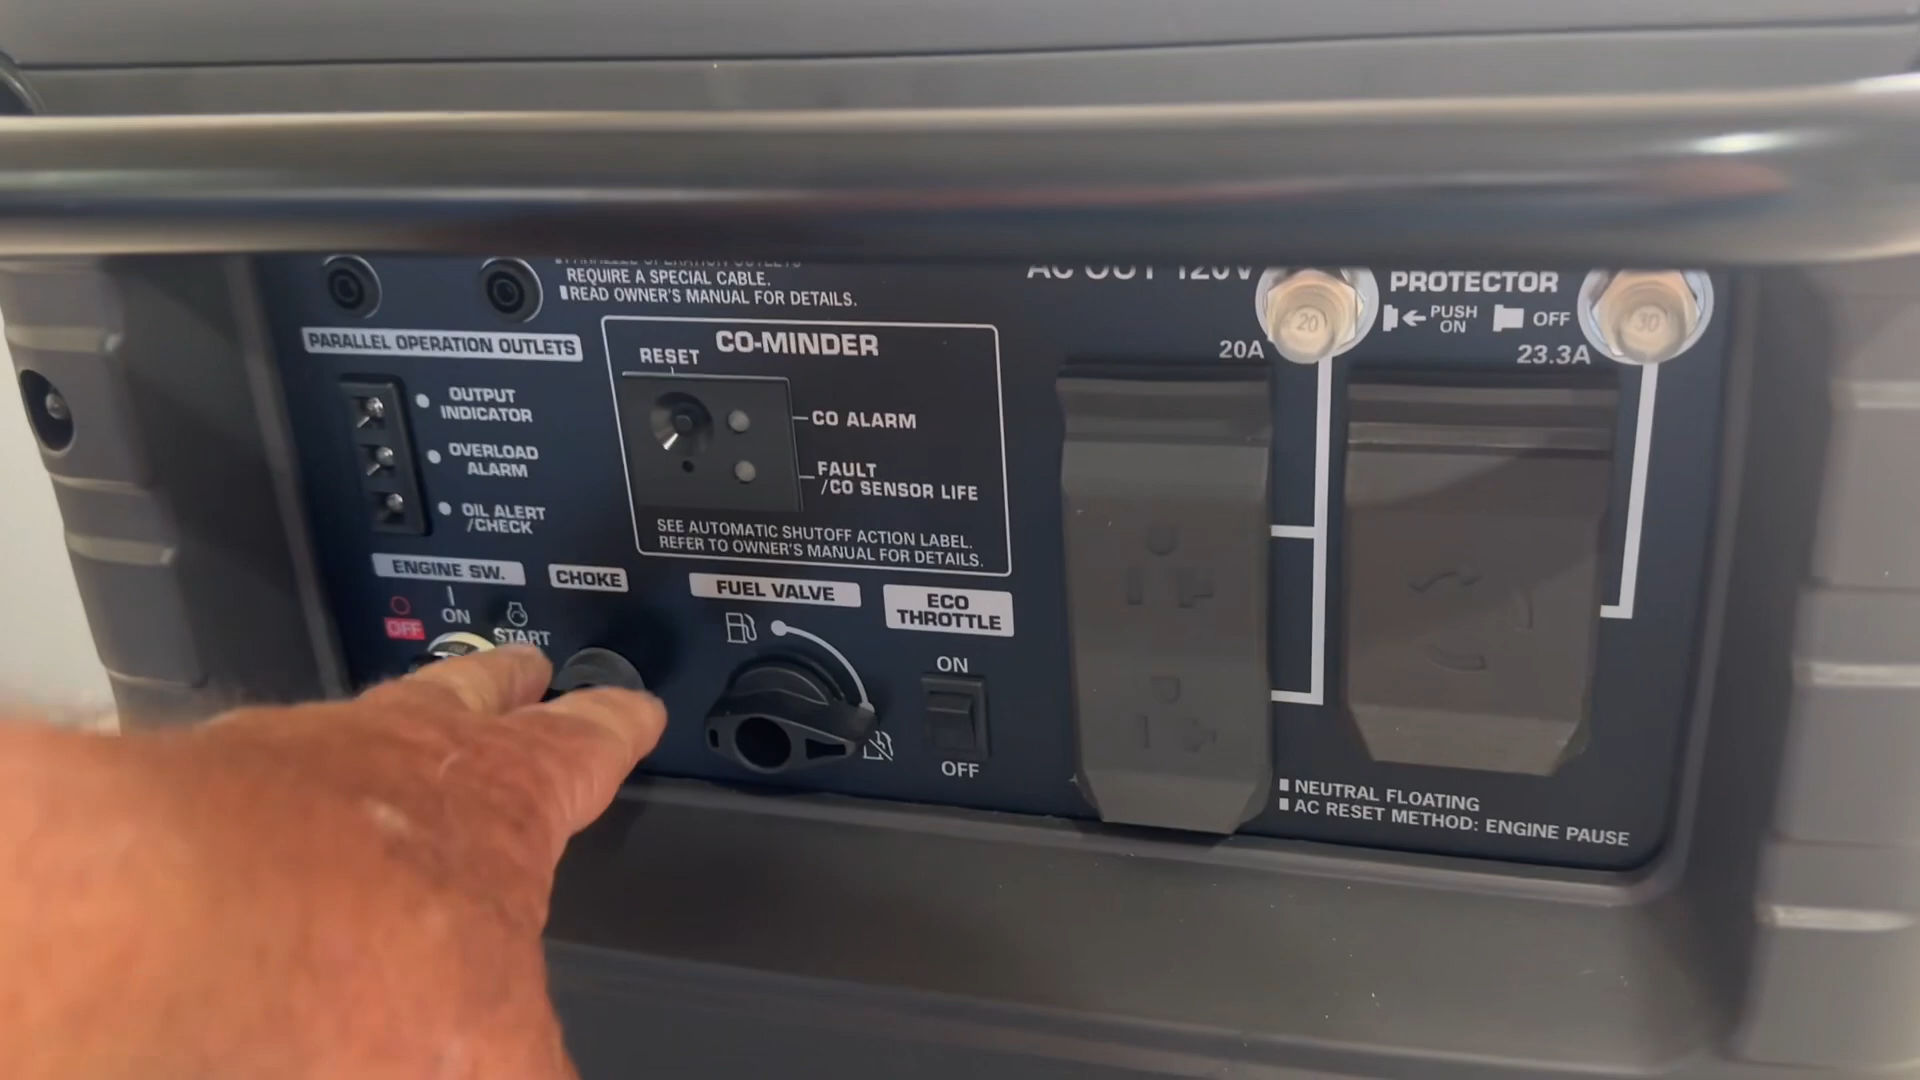 REQUIRE A SPECIAL CABLE.
READ OWNER'S MANUAL FOR DETAILS.
PARALLEL OPERATION OUTLETS
OUTPUT
INDICATOR
OVERLOAD
ALARM
OIL ALERT
/CHECK
CO-MINDER
RESET
CO ALARM
FAULT
/CO SENSOR LIFE
SEE AUTOMATIC SHUTOFF ACTION LABEL.
REFER TO OWNER'S MANUAL FOR DETAILS.
ENGINE SW.
OFF
ON
START
CHOKE
FUEL VALVE
ECO
THROTTLE
ON
OFF
AC OUT 120V
20
20A
PROTECTOR
PUSH
ON
OFF
30
23.3A
NEUTRAL FLOATING
AC RESET METHOD: ENGINE PAUSE